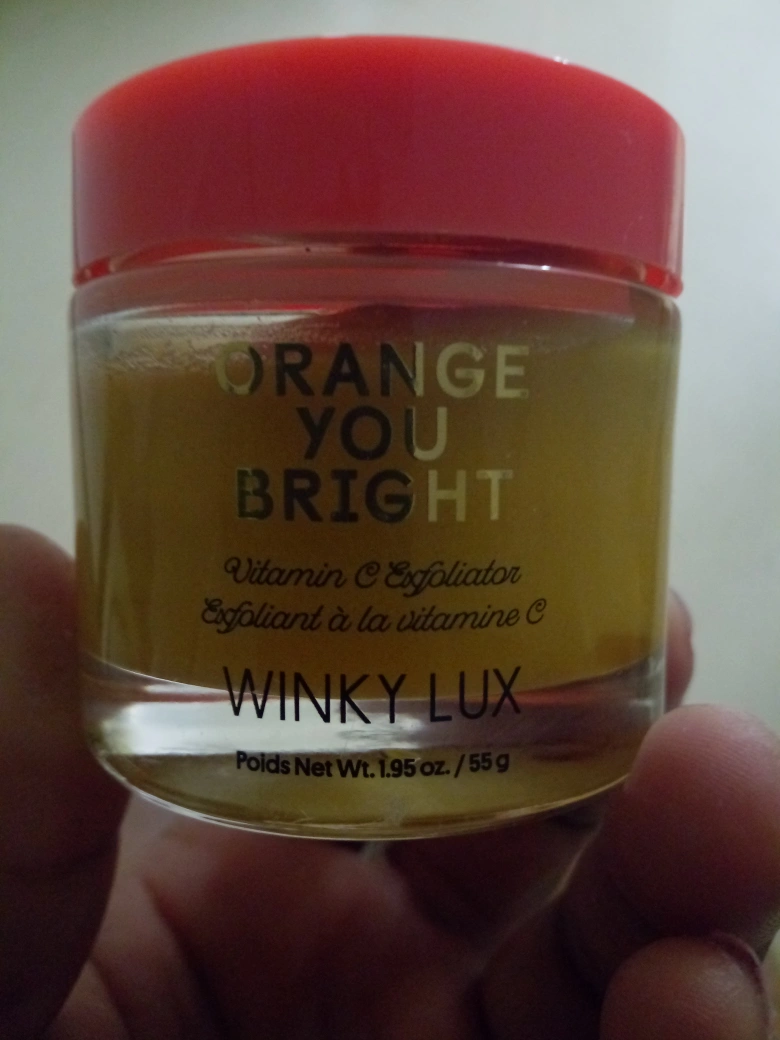 ORANGE
YOU
BRIGHT
Vitamin C Exfoliator
Exfoliant à la vitamine C
WINKY LUX
Poids Net Wt. 1.95 oz. / 55 g